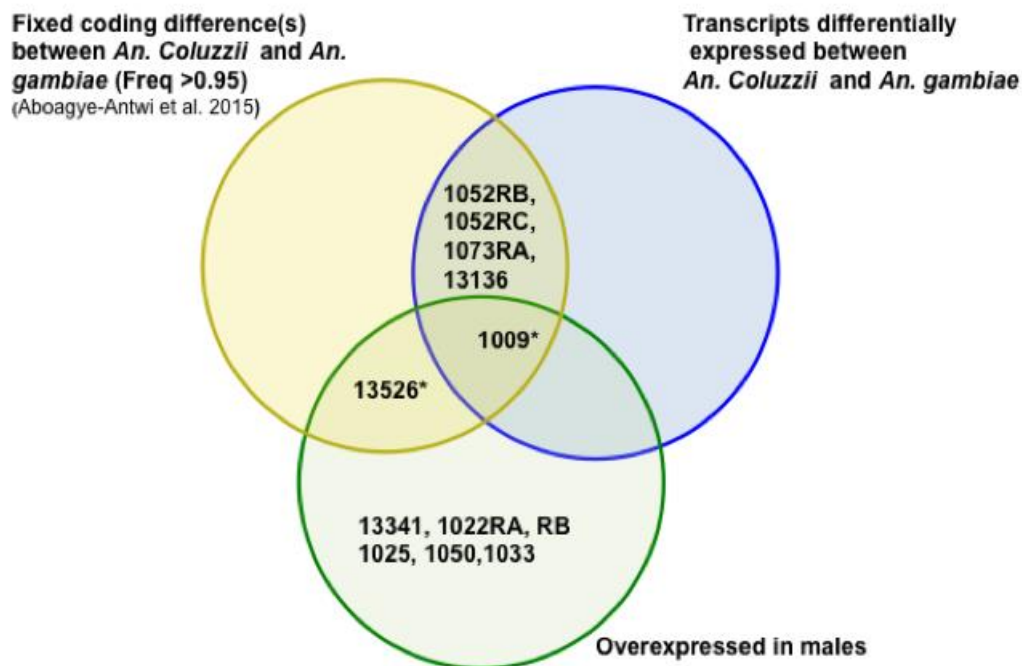 Fixed coding difference(s)
between An. Coluzzii and An.
gambiae (Freq >0.95)
(Aboagye-Antwi et al. 2015)
Transcripts differentially
expressed between
An. Coluzzii and An. gambiae
1052RB,
1052RC,
1073RA,
13136
1009*
13526*
13341, 1022RA, RB
1025, 1050,1033
Overexpressed in males